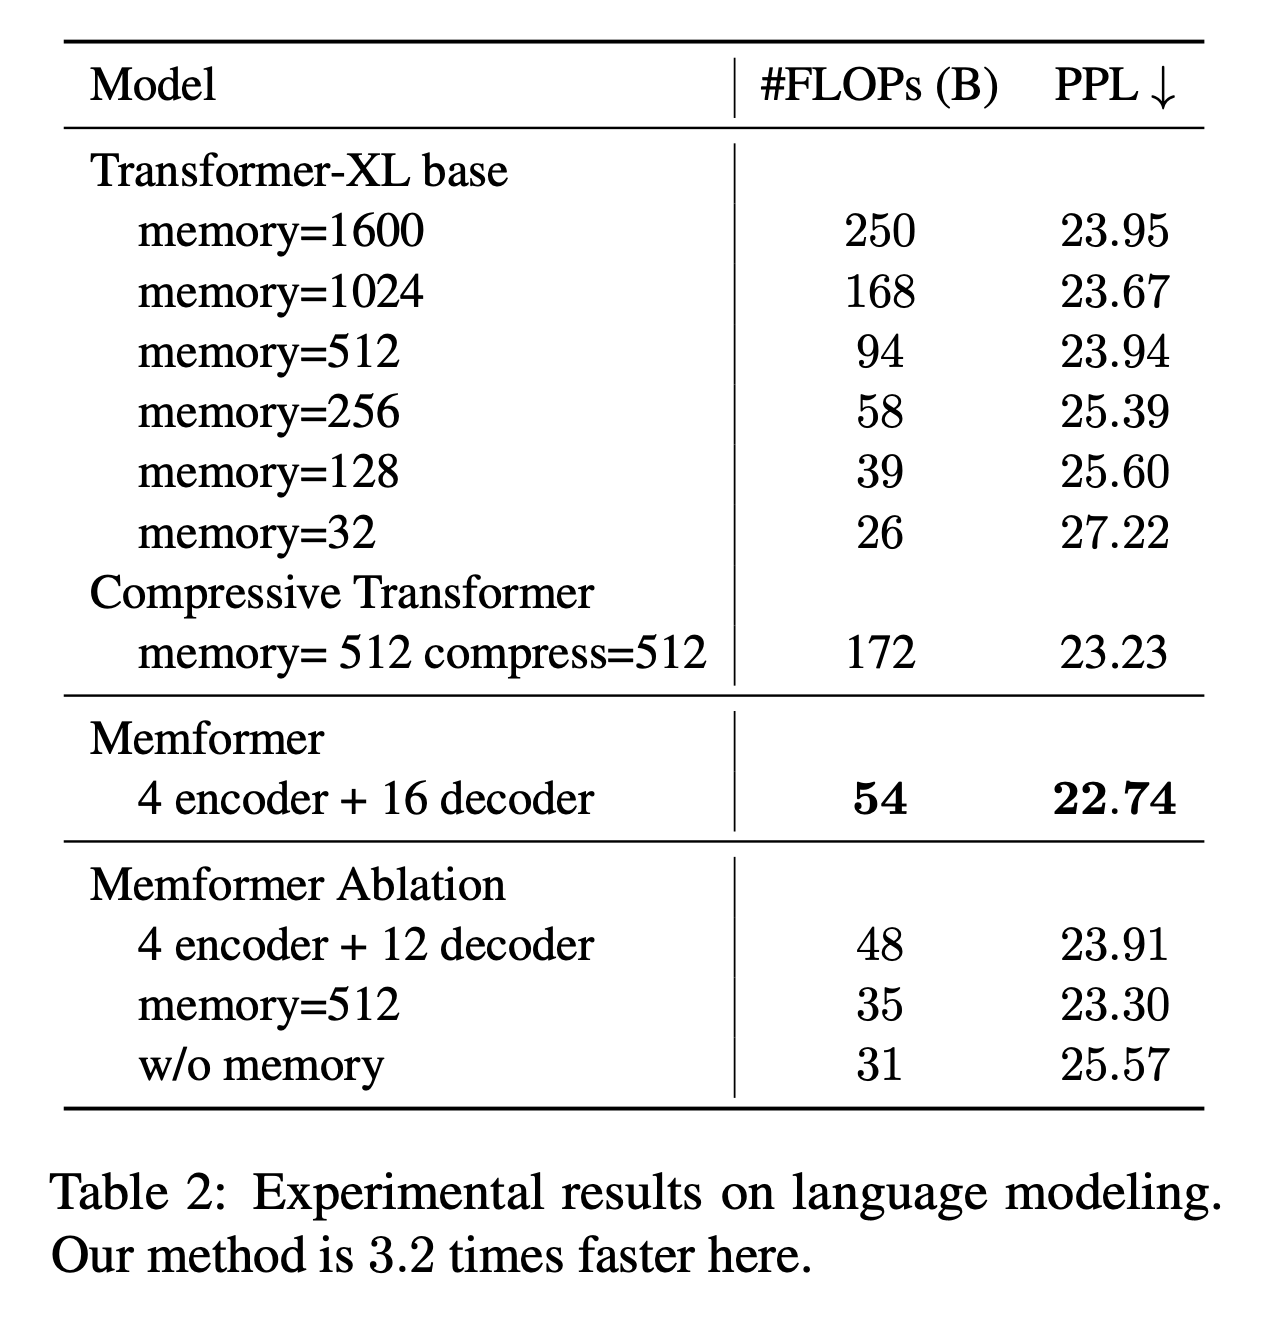 Model #FLOPs (B) PPL ↓
Transformer-XL base
memory=1600 250 23.95
memory=1024 168 23.67
memory=512 94 23.94
memory=256 58 25.39
memory=128 39 25.60
memory=32 26 27.22
Compressive Transformer
memory= 512 compress=512 172 23.23
Memformer
4 encoder + 16 decoder 54 22.74
Memformer Ablation
4 encoder + 12 decoder 48 23.91
memory=512 35 23.30
w/o memory 31 25.57
Table 2: Experimental results on language modeling.
Our method is 3.2 times faster here.